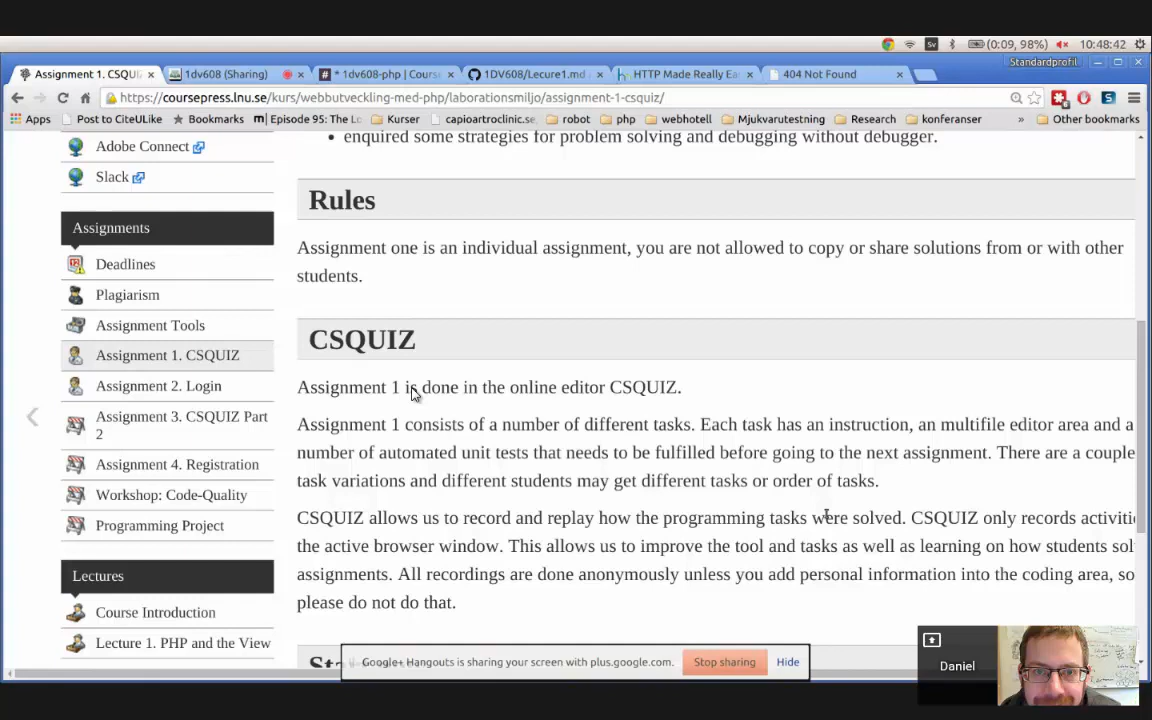 Sv
(0:09, 98%)
10:48:42
Assignment 1. CSQUI
1dv608 (Sharing)
* 1dv608-php | Cours
1DV608/Lecure1.md
HTTP Made Really Ea
404 Not Found
Standardprofil
https://coursepress.lnu.se/kurs/webbutveckling-med-php/laborationsmiljo/assignment-1-csquiz/
Apps
Post to CiteULike
Bookmarks
Episode 95: The L
Kurser
capioartroclinic.se
robot
php
webhotell
Mjukvarutestning
Research
konferanser
»
Other bookmarks
Adobe Connect
Slack
Assignments
Deadlines
Plagiarism
Assignment Tools
Assignment 1. CSQUIZ
Assignment 2. Login
Assignment 3. CSQUIZ Part
2
Assignment 4. Registration
Workshop: Code-Quality
Programming Project
Lectures
Course Introduction
Lecture 1. PHP and the View
• enquired some strategies for problem solving and debugging without debugger.
Rules
Assignment one is an individual assignment, you are not allowed to copy or share solutions from or with other
students.
CSQUIZ
Assignment 1 is done in the online editor CSQUIZ.
Assignment 1 consists of a number of different tasks. Each task has an instruction, an multifile editor area and a
number of automated unit tests that needs to be fulfilled before going to the next assignment. There are a couple
task variations and different students may get different tasks or order of tasks.
CSQUIZ allows us to record and replay how the programming tasks were solved. CSQUIZ only records activiti
the active browser window. This allows us to improve the tool and tasks as well as learning on how students sol
assignments. All recordings are done anonymously unless you add personal information into the coding area, so
please do not do that.
Google+ Hangouts is sharing your screen with plus.google.com.
Stop sharing
Hide
Daniel